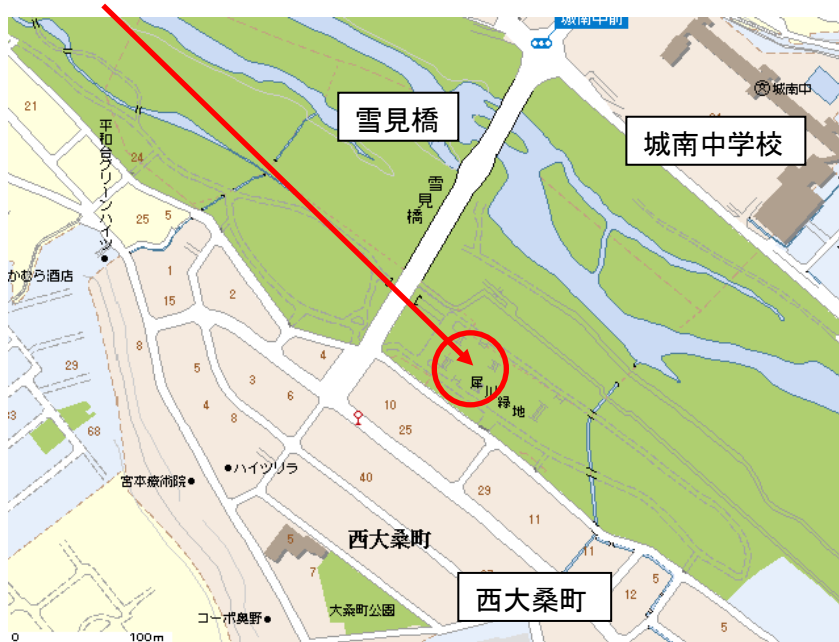 城南中前
雪見橋
城南中
城南中学校
21
平和台グリーンハイツ
24
雪見橋
25
5
かむら酒店
1
15
2
8
5
4
3
6
4
8
29
68
10
25
犀川緑地
ハイツリラ
宮本療術院
40
29
11
西大桑町
5
7
大桑町公園
西大桑町
11
5
12
5
コーポ奥野
0 100m